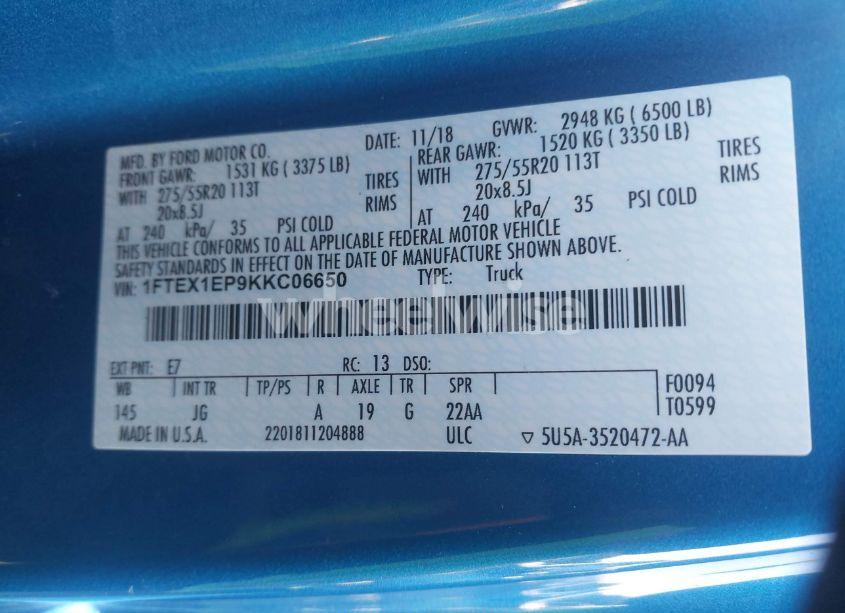 MFD. BY FORD MOTOR CO. DATE: 11/18 GVWR: 2948 KG ( 6500 LB)
FRONT GAWR: 1531 KG ( 3375 LB) REAR GAWR: 1520 KG ( 3350 LB)
WITH 275/55R20 113T TIRES WITH 275/55R20 113T TIRES
20x8.5J RIMS 20x8.5J RIMS
AT 240 kPa/ 35 PSI COLD AT 240 kPa/ 35 PSI COLD
THIS VEHICLE CONFORMS TO ALL APPLICABLE FEDERAL MOTOR VEHICLE
SAFETY STANDARDS IN EFFECT ON THE DATE OF MANUFACTURE SHOWN ABOVE.
VIN: 1FTEX1EP9KKC06650 TYPE: Truck
wheelwise
EXT PNT: E7 RC: 13 DSO:
WB INT TR TP/PS R AXLE TR SPR F0094
145 JG A 19 G 22AA T0599
MADE IN U.S.A. 2201811204888 ULC ▽ 5U5A-3520472-AA